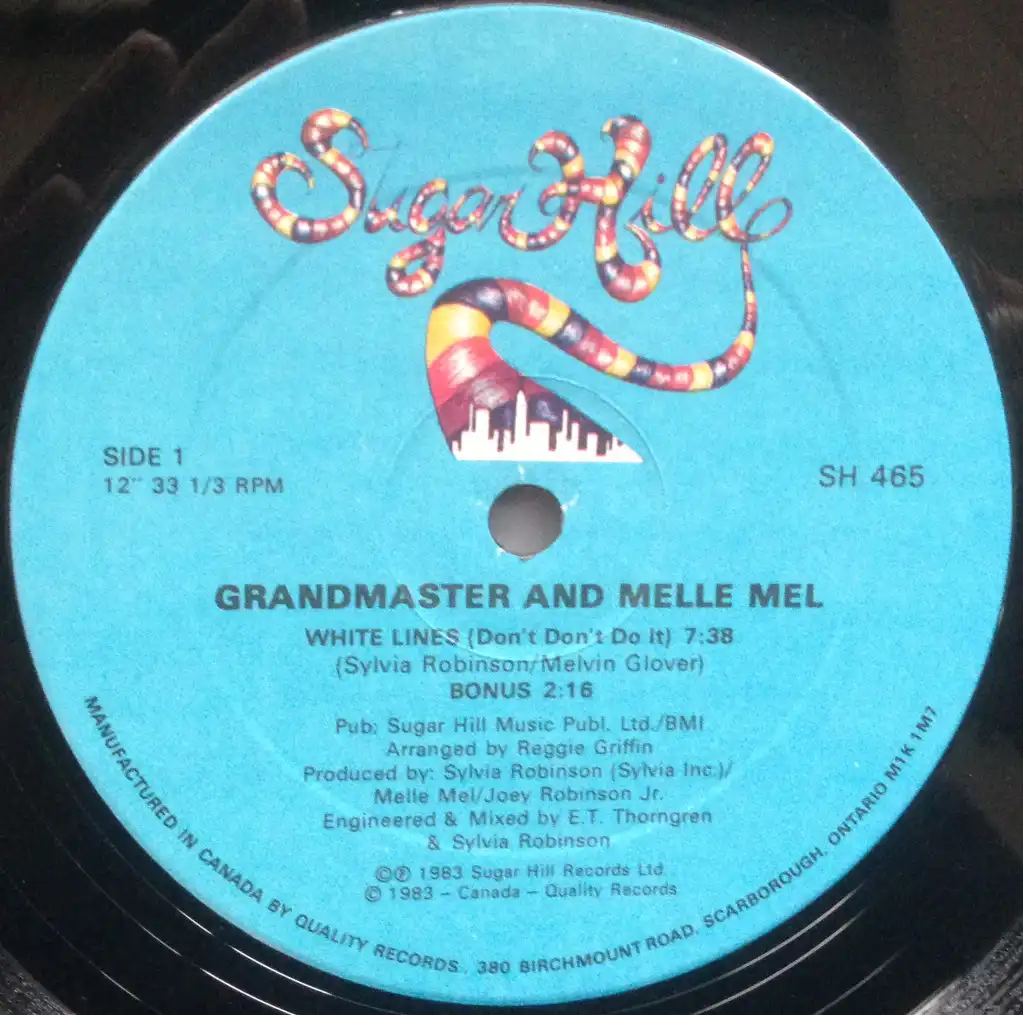 Sugar Hill
SIDE 1
12" 33 1/3 RPM
SH 465
GRANDMASTER AND MELLE MEL
WHITE LINES (Don't Don't Do It) 7:38
(Sylvia Robinson/Melvin Glover)
BONUS 2:16
Pub: Sugar Hill Music Publ. Ltd./BMI
Arranged by Reggie Griffin
Produced by: Sylvia Robinson (Sylvia Inc.)/
Melle Mel/Joey Robinson Jr.
Engineered & Mixed by E.T. Thorngren
& Sylvia Robinson
©℗ 1983 Sugar Hill Records Ltd.
© 1983 - Canada - Quality Records
MANUFACTURED IN CANADA BY QUALITY RECORDS, 380 BIRCHMOUNT ROAD, SCARBOROUGH, ONTARIO M1K 1M7